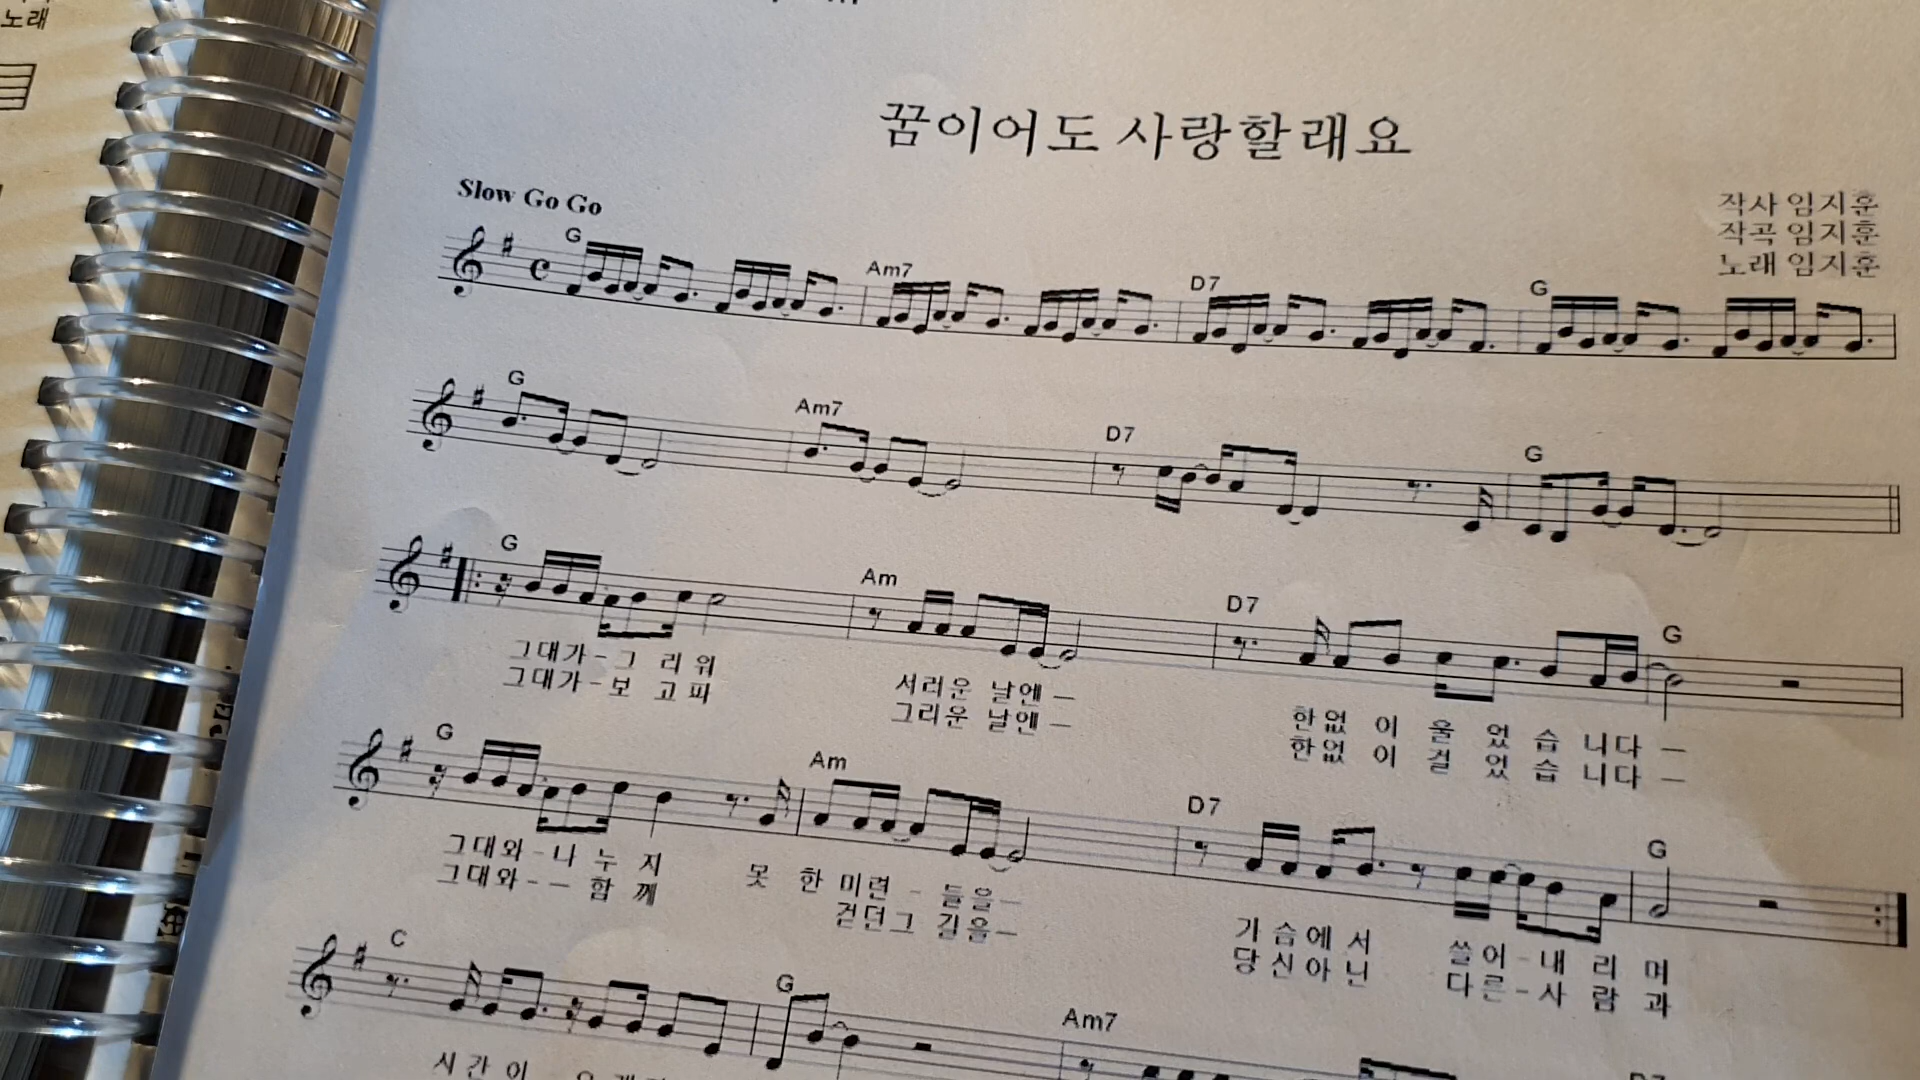 노래
꿈이어도 사랑할래요
Slow Go Go
작사 임지훈
작곡 임지훈
노래 임지훈
G Am7 D7 G
G Am7 D7 G
G Am D7 G
그대가-그 리 워 서러운 날엔- 한없 이 울 었 습 니다-
그대가-보 고 파 그리운 날엔- 한없 이 걸 었 습 니다-
G Am D7 G
그대와-나 누 지 못 한 미련-들을- 가 슴 에 서 쓸어-내 리 며
그대와--함 께 걷던그 길을- 당 신 아 닌 다른-사 람 과
C G Am7 D7
시 간 이